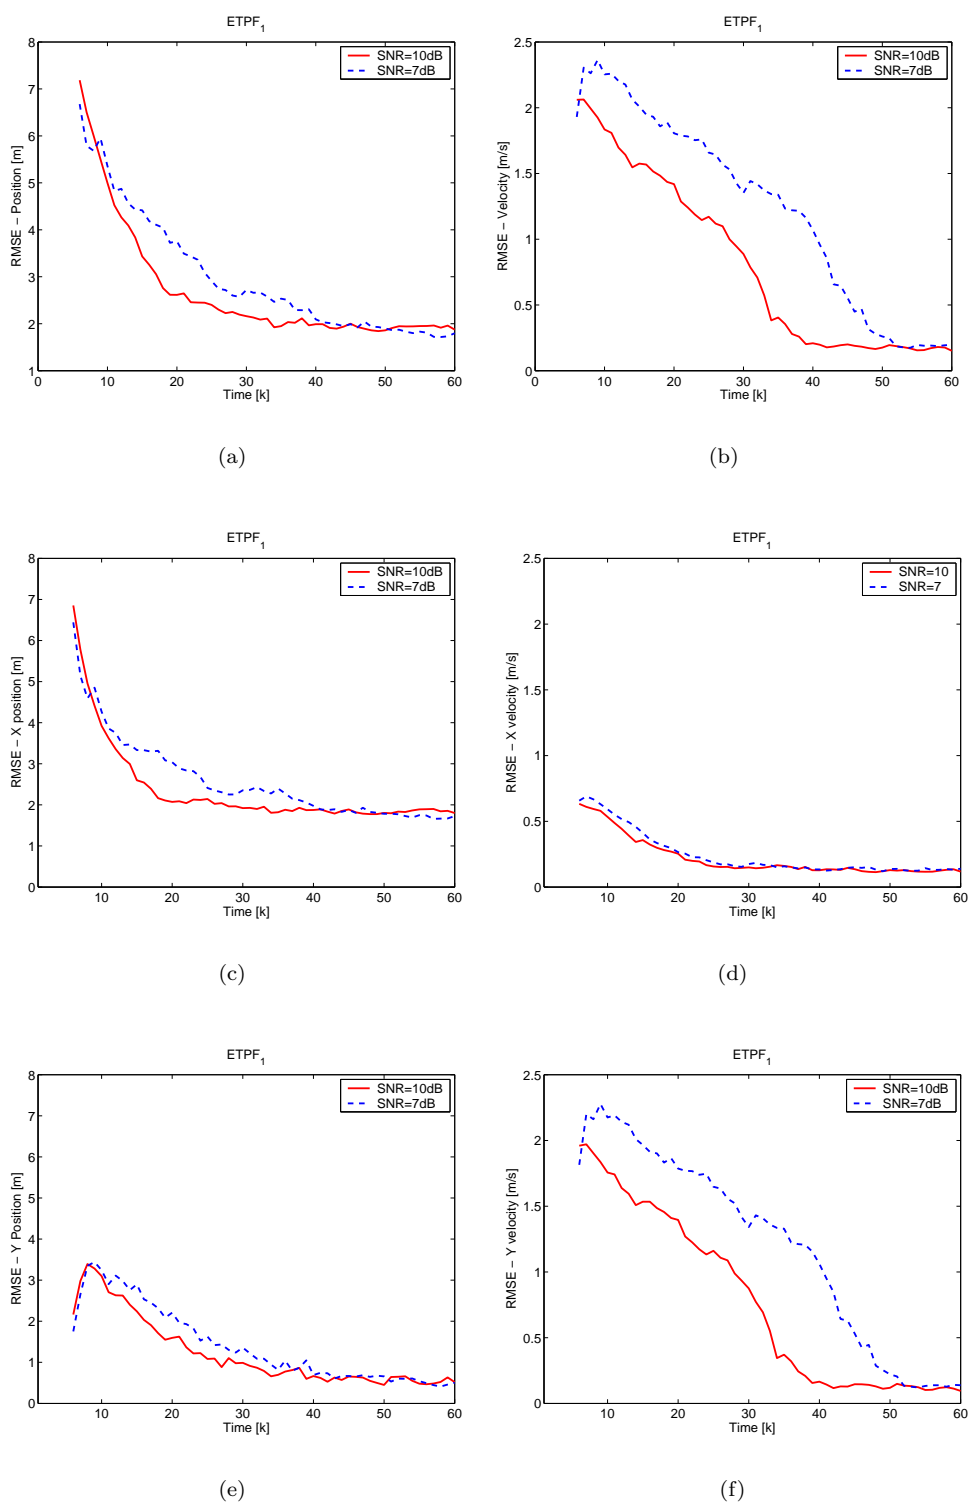 ETPF1
SNR=10dB
SNR=7dB
RMSE − Position [m]
8
7
6
5
4
3
2
1
0 10 20 30 40 50 60
Time [k]
(a)
ETPF1
SNR=10dB
SNR=7dB
RMSE − Velocity [m/s]
2.5
2
1.5
1
0.5
0
0 10 20 30 40 50 60
Time [k]
(b)
ETPF1
SNR=10dB
SNR=7dB
RMSE − X position [m]
8
7
6
5
4
3
2
1
0
10 20 30 40 50 60
Time [k]
(c)
ETPF1
SNR=10
SNR=7
RMSE − X velocity [m/s]
2.5
2
1.5
1
0.5
0
10 20 30 40 50 60
Time [k]
(d)
ETPF1
SNR=10dB
SNR=7dB
RMSE − Y Position [m]
8
7
6
5
4
3
2
1
0
10 20 30 40 50 60
Time [k]
(e)
ETPF1
SNR=10dB
SNR=7dB
RMSE − Y velocity [m/s]
2.5
2
1.5
1
0.5
0
10 20 30 40 50 60
Time [k]
(f)